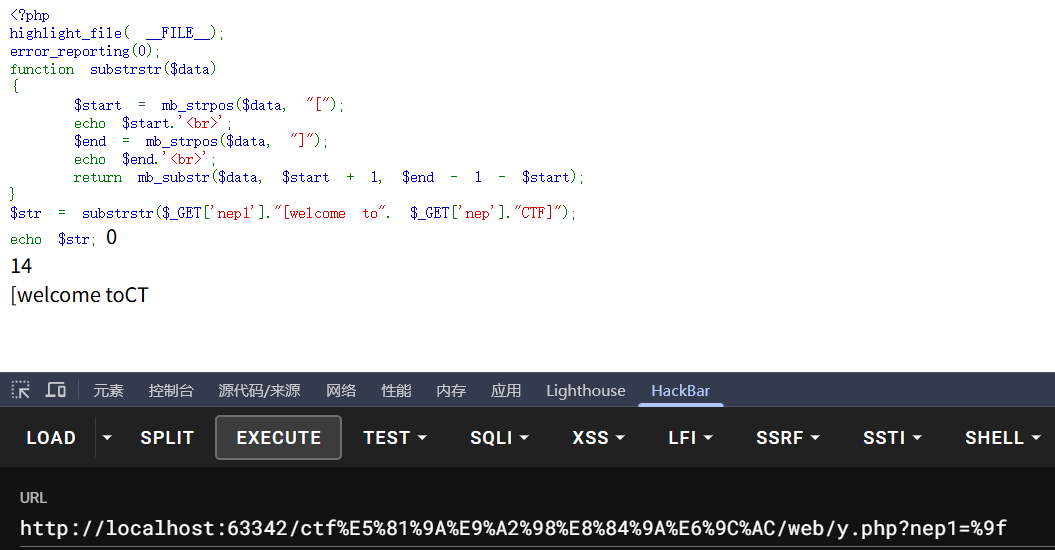 <?php
highlight_file( __FILE__);
error_reporting(0);
function substrstr($data)
{
$start = mb_strpos($data, "[");
echo $start.'<br>';
$end = mb_strpos($data, "]");
echo $end.'<br>';
return mb_substr($data, $start + 1, $end - 1 - $start);
}
$str = substrstr($_GET['nep1']."[welcome to". $_GET['nep']."CTF]");
echo $str; 0
14
[welcome toCT
元素 控制台 源代码/来源 网络 性能 内存 应用 Lighthouse HackBar
LOAD SPLIT EXECUTE TEST SQLI XSS LFI SSRF SSTI SHELL
URL
http://localhost:63342/ctf%E5%81%9A%E9%A2%98%E8%84%9A%E6%9C%AC/web/y.php?nep1=%9f